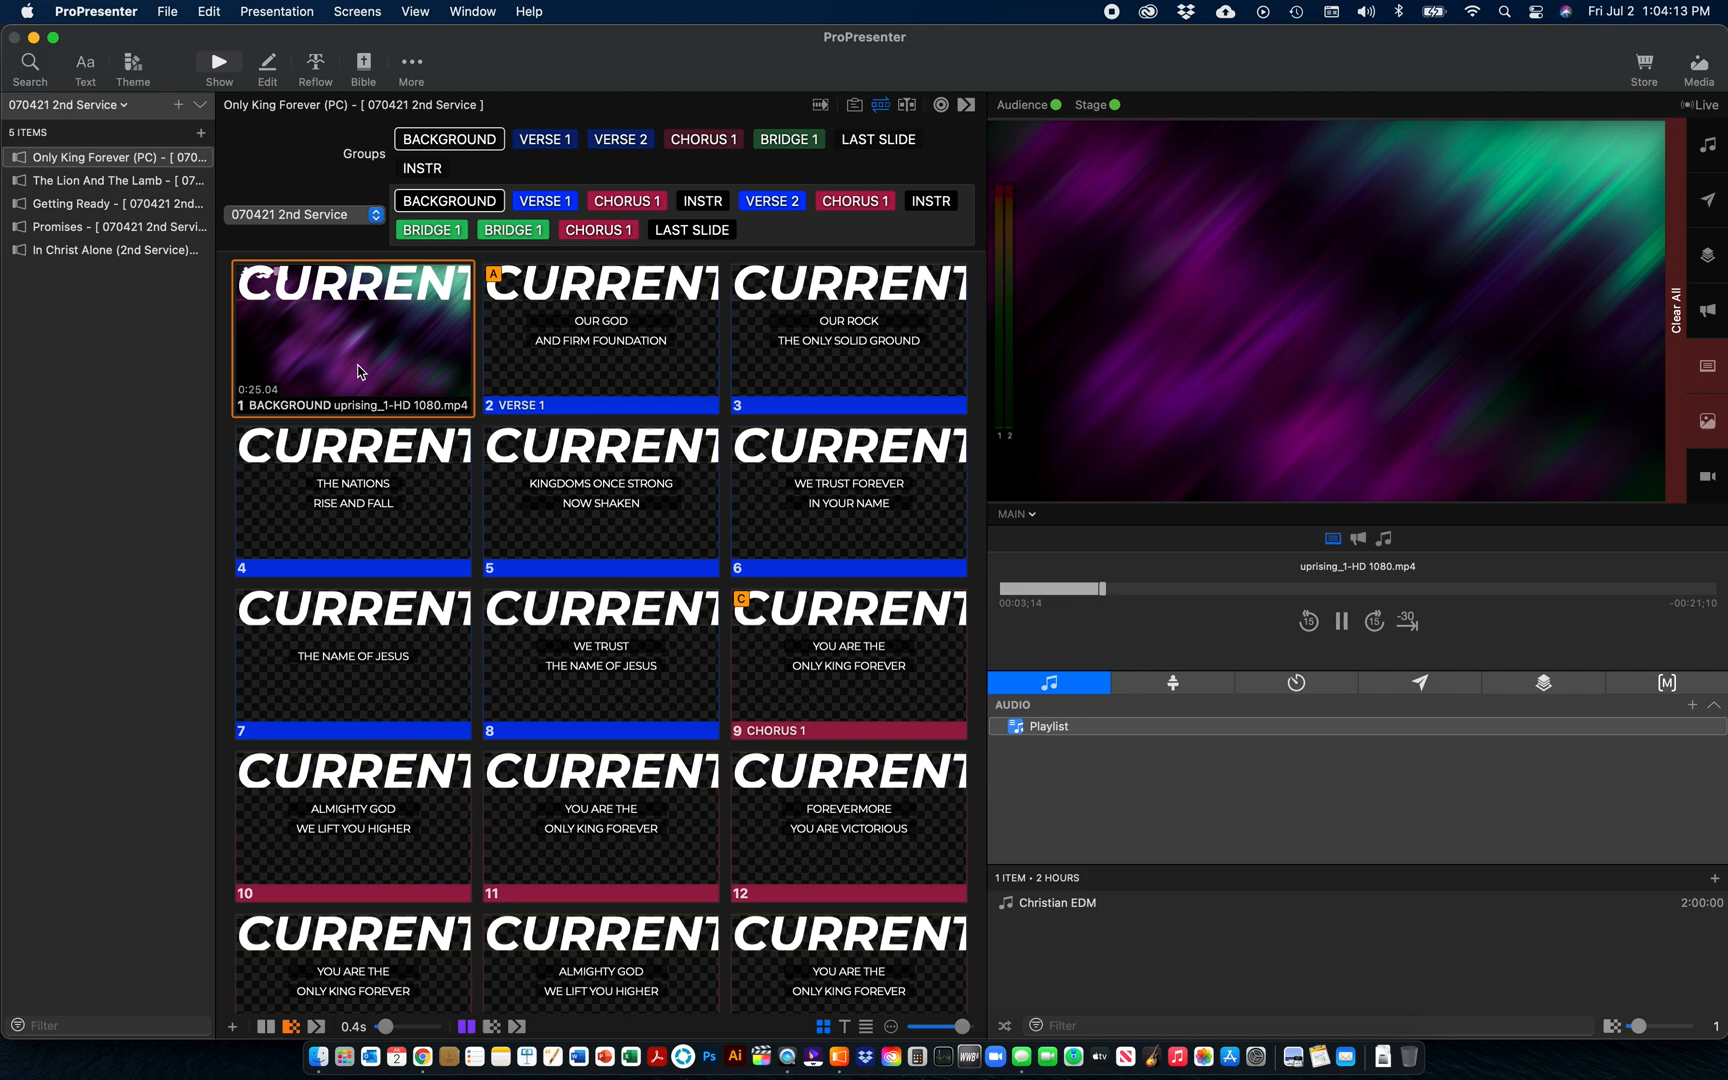 ProPresenter File Edit Presentation Screens View Window Help
Fri Jul 2 1:04:13 PM
ProPresenter
Search Text Theme Show Edit Reflow Bible More Store Media
070421 2nd Service
5 ITEMS
Only King Forever (PC) - [ 070...
The Lion And The Lamb - [ 07...
Getting Ready - [ 070421 2nd...
Promises - [ 070421 2nd Servi...
In Christ Alone (2nd Service)...
Filter
Only King Forever (PC) - [ 070421 2nd Service ]
Groups
BACKGROUND VERSE 1 VERSE 2 CHORUS 1 BRIDGE 1 LAST SLIDE
INSTR
070421 2nd Service
BACKGROUND VERSE 1 CHORUS 1 INSTR VERSE 2 CHORUS 1 INSTR
BRIDGE 1 BRIDGE 1 CHORUS 1 LAST SLIDE
CURRENT
0:25.04
1 BACKGROUND uprising_1-HD 1080.mp4
A
CURRENT
OUR GOD
AND FIRM FOUNDATION
2 VERSE 1
CURRENT
OUR ROCK
THE ONLY SOLID GROUND
3
CURRENT
THE NATIONS
RISE AND FALL
4
CURRENT
KINGDOMS ONCE STRONG
NOW SHAKEN
5
CURRENT
WE TRUST FOREVER
IN YOUR NAME
6
CURRENT
THE NAME OF JESUS
7
CURRENT
WE TRUST
THE NAME OF JESUS
8
C
CURRENT
YOU ARE THE
ONLY KING FOREVER
9 CHORUS 1
CURRENT
ALMIGHTY GOD
WE LIFT YOU HIGHER
10
CURRENT
YOU ARE THE
ONLY KING FOREVER
11
CURRENT
FOREVERMORE
YOU ARE VICTORIOUS
12
CURRENT
YOU ARE THE
ONLY KING FOREVER
CURRENT
ALMIGHTY GOD
WE LIFT YOU HIGHER
CURRENT
YOU ARE THE
ONLY KING FOREVER
0.4s
Audience Stage Live
1 2
Clear All
MAIN
uprising_1-HD 1080.mp4
00:03;14 -00:21;10
15 15 -30
[M]
AUDIO
Playlist
1 ITEM • 2 HOURS
Christian EDM 2:00:00
Filter
1